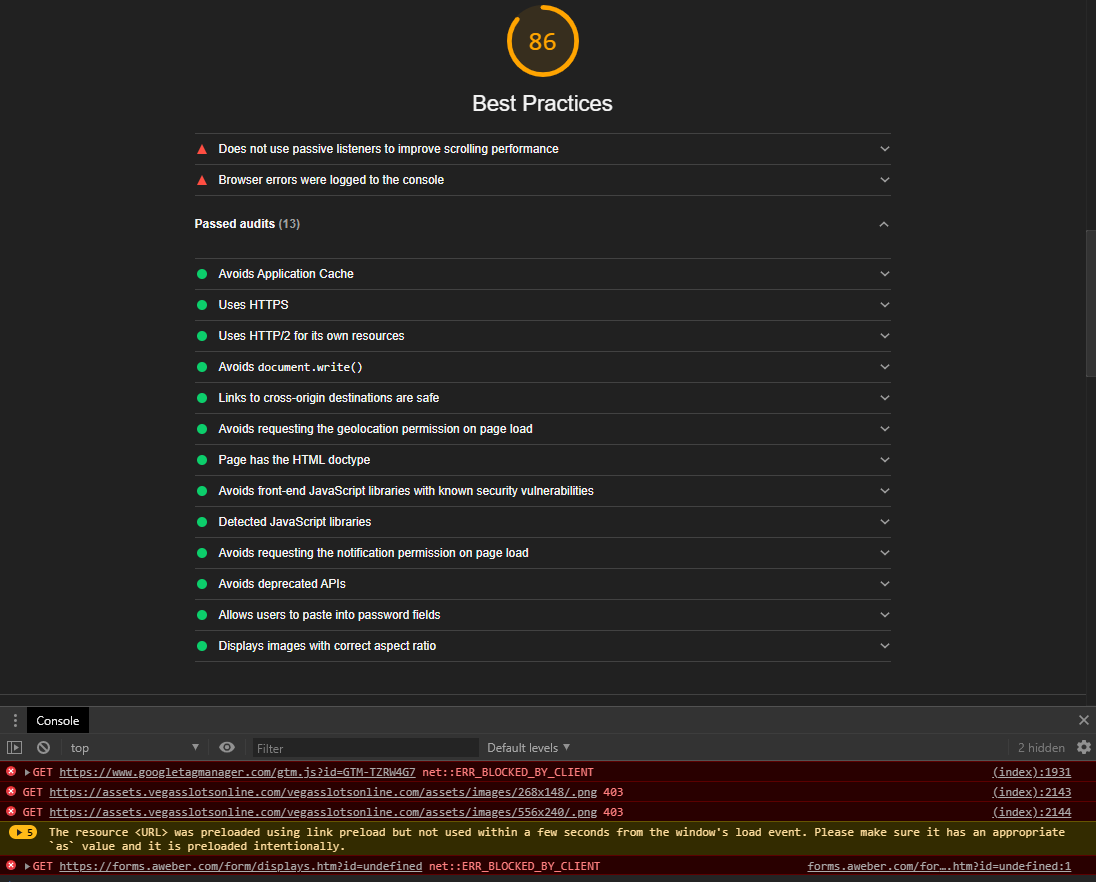 86
Best Practices
Does not use passive listeners to improve scrolling performance
Browser errors were logged to the console
Passed audits (13)
Avoids Application Cache
Uses HTTPS
Uses HTTP/2 for its own resources
Avoids document.write()
Links to cross-origin destinations are safe
Avoids requesting the geolocation permission on page load
Page has the HTML doctype
Avoids front-end JavaScript libraries with known security vulnerabilities
Detected JavaScript libraries
Avoids requesting the notification permission on page load
Avoids deprecated APIs
Allows users to paste into password fields
Displays images with correct aspect ratio
Console
top Filter Default levels 2 hidden
GET https://www.googletagmanager.com/gtm.js?id=GTM-TZRW4G7 net::ERR_BLOCKED_BY_CLIENT (index):1931
GET https://assets.vegasslotsonline.com/vegasslotsonline.com/assets/images/268x148/.png 403 (index):2143
GET https://assets.vegasslotsonline.com/vegasslotsonline.com/assets/images/556x240/.png 403 (index):2144
5 The resource <URL> was preloaded using link preload but not used within a few seconds from the window's load event. Please make sure it has an appropriate
`as` value and it is preloaded intentionally.
GET https://forms.aweber.com/form/displays.htm?id=undefined net::ERR_BLOCKED_BY_CLIENT forms.aweber.com/for….htm?id=undefined:1